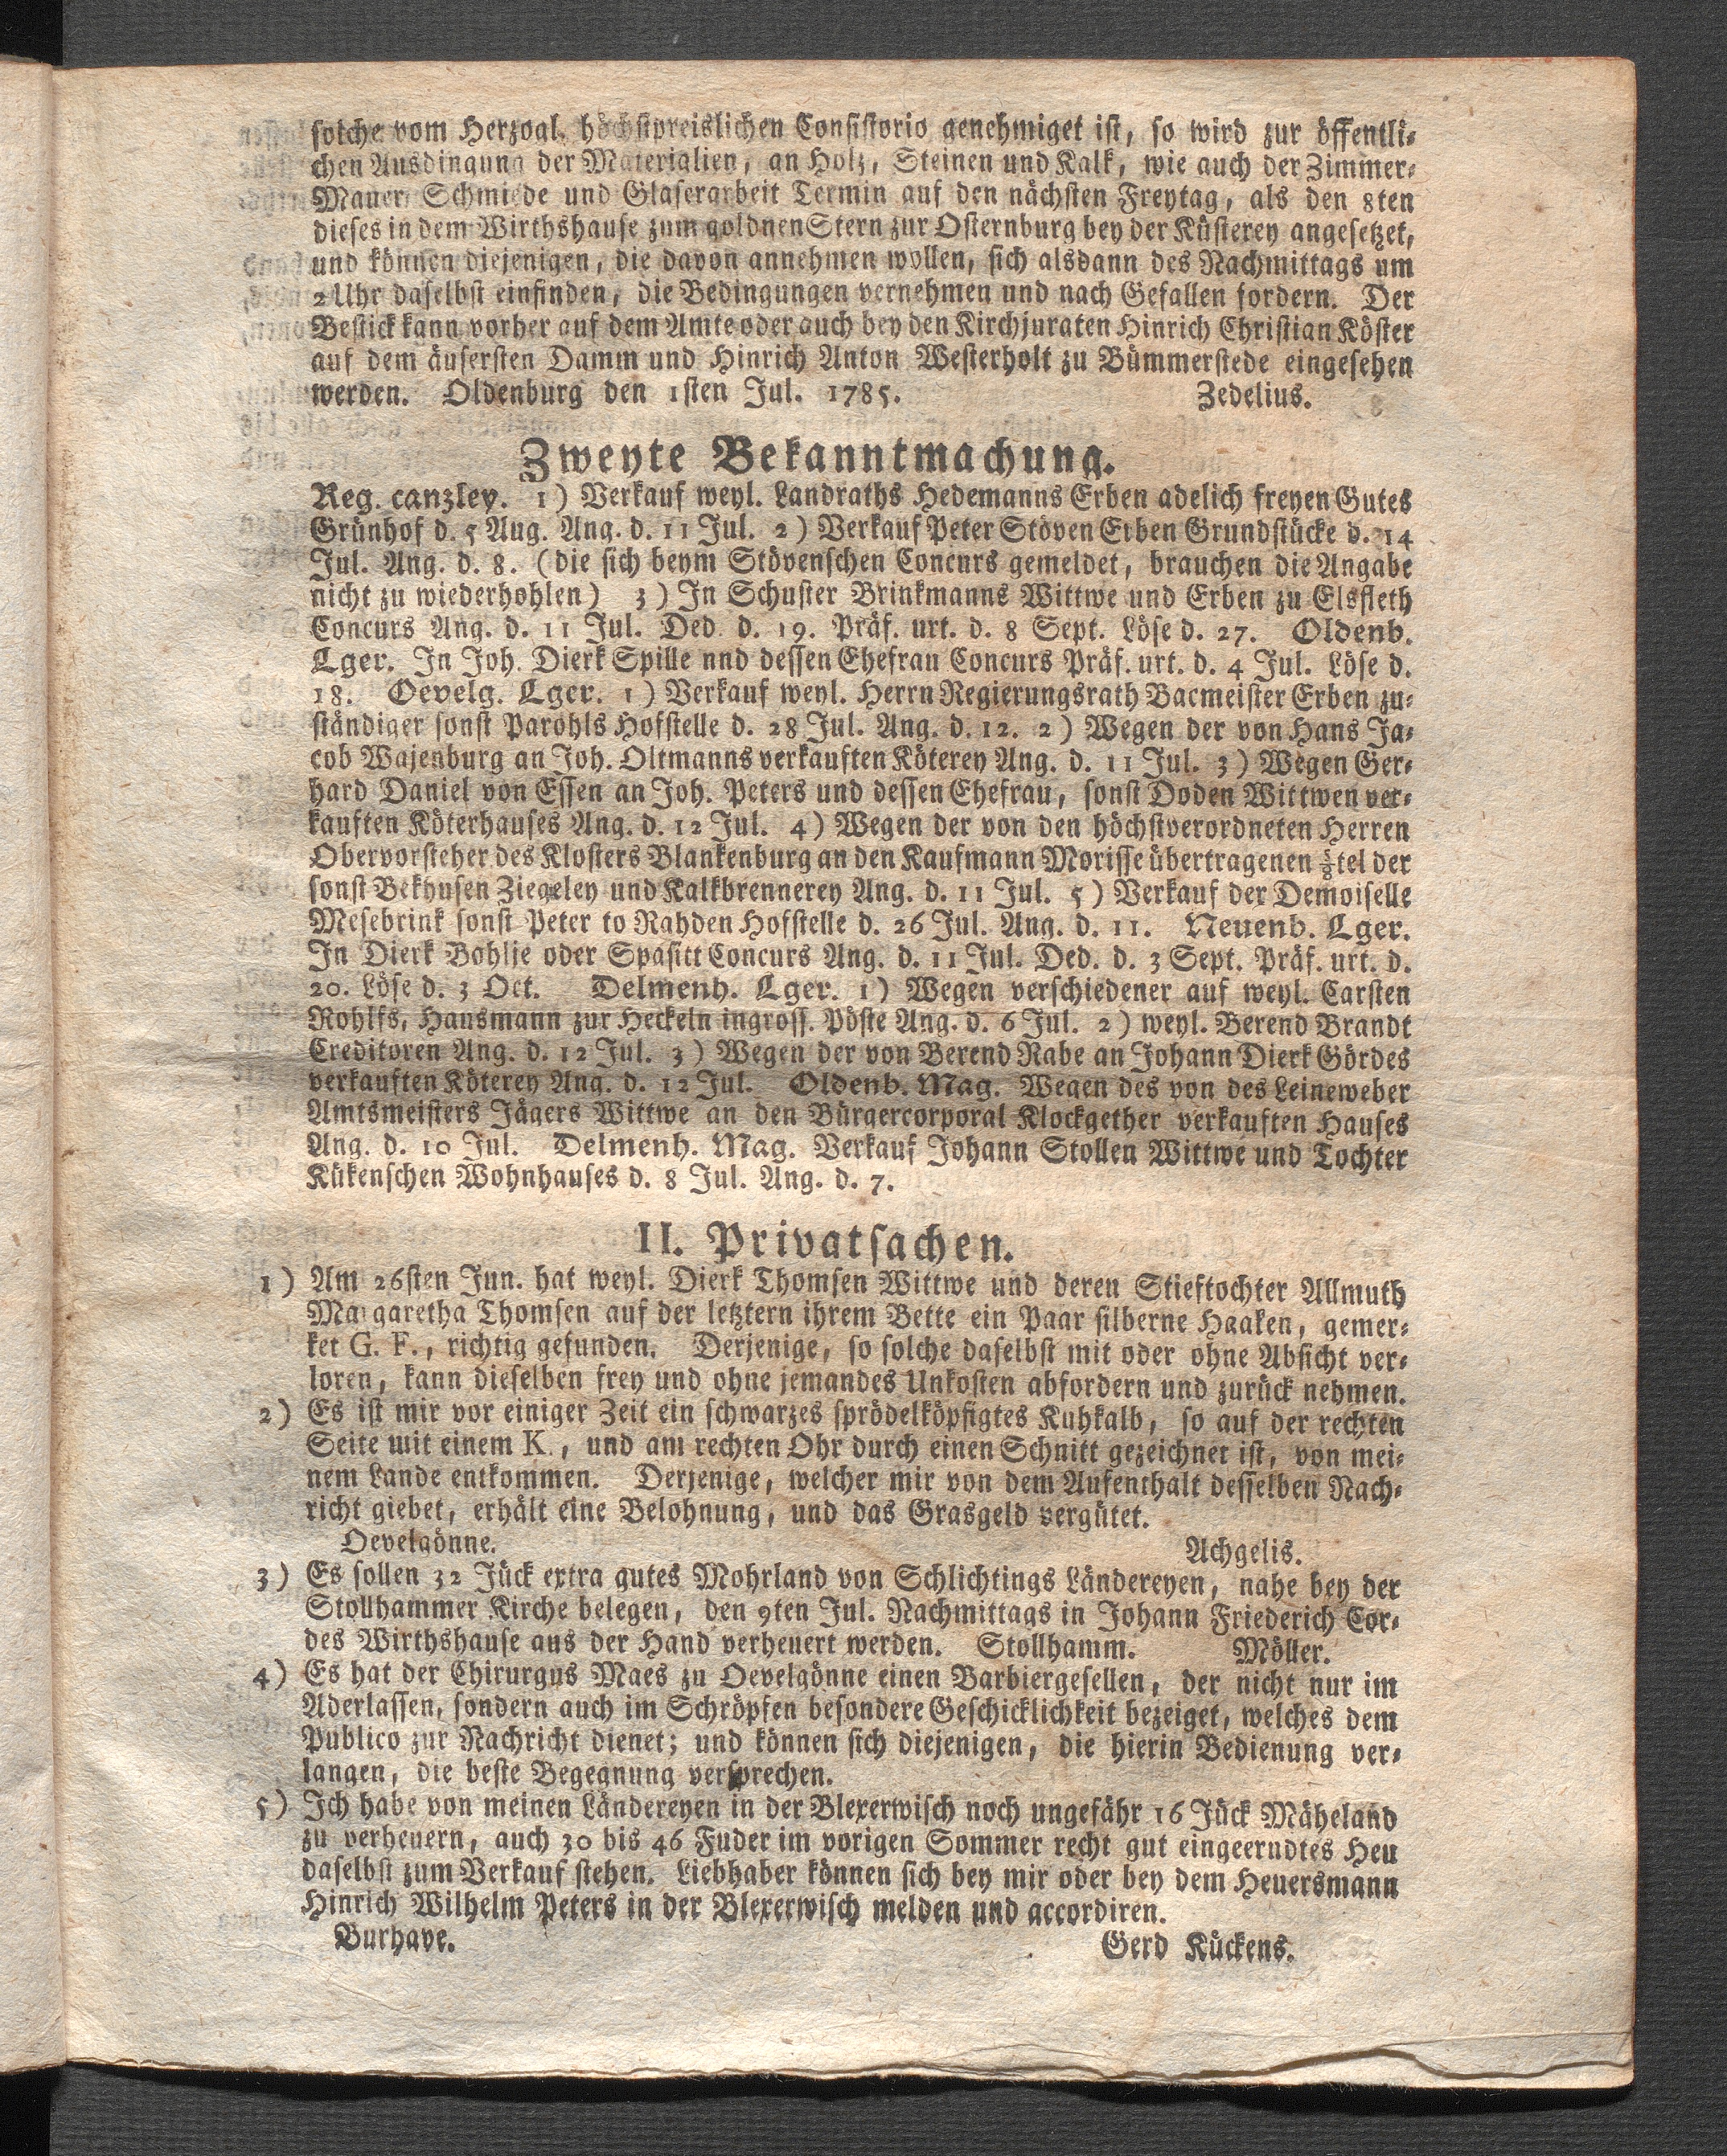 solche vom Herzogl. höchstpreislichen Consistorio genehmiget ist, so wird zur öffentli-
chen Ausdingung der Materialien, an Holz, Steinen und Kalk, wie auch der Zimmer-
Mauer Schmiede und Glaserarbeit Termin auf den nächsten Freytag, als den 8ten
dieses in dem Wirthshause zum goldnen Stern zur Osternburg bey der Küsterey angesetzet,
und können diejenigen, die davon annehmen wollen, sich alsdann des Nachmittags um
2 Uhr daselbst einfinden, die Bedingungen vernehmen und nach Gefallen fordern. Der
Bestick kann vorher auf dem Amte oder auch bey den Kirchjuraten Hinrich Christian Köster
auf dem äusersten Damm und Hinrich Anton Westerholt zu Bümmerstede eingesehen
werden. Oldenburg den 1sten Jul. 1785. Zedelius.
Zweyte Bekanntmachung.
Reg. canzley. 1) Verkauf weyl. Landraths Hedemanns Erben adelich freyen Gutes
Grünhof d. 5 Aug. Ang. d. 11 Jul. 2) Verkauf Peter Stöven Erben Grundstücke d. 14
Jul. Ang. d. 8. (die sich beym Stövenschen Concurs gemeldet, brauchen die Angabe
nicht zu wiederhohlen) 3) In Schuster Brinkmanns Wittwe und Erben zu Elsfleth
Concurs Ang. d. 11 Jul. Ded. d. 19. Präf. urt. d. 8 Sept. Löse d. 27. Oldenb.
Lger. In Joh. Dierk Spille nnd dessen Ehefrau Concurs Präf. urt. d. 4 Jul. Löse d.
18. Oevelg. Lger. 1) Verkauf weyl. Herrn Regierungsrath Bacmeister Erben zu-
ständiger sonst Parohls Hofstelle d. 28 Jul. Ang. d. 12. 2) Wegen der von Hans Ja-
cob Wajenburg an Joh. Oltmanns verkauften Köterey Ang. d. 11 Jul. 3) Wegen Ger-
hard Daniel von Essen an Joh. Peters und dessen Ehefrau, sonst Doden Wittwen ver-
kauften Köterhauses Ang. d. 12 Jul. 4) Wegen der von den höchstverordneten Herren
Obervorsteher des Klosters Blankenburg an den Kaufmann Morisse übertragenen tel der
sonst Bekhusen Ziegeley und Kalkbrennerey Ang. d. 11 Jul. 5) Verkauf der Demoiselle
Mesebrink sonst Peter to Rahden Hofstelle d. 26 Jul. Ang. d. 11. Neuenb. Lger.
In Dierk Bohlje oder Spasitt Concurs Ang. d. 11 Jul. Ded. d. 3 Sept. Präf. urt. d.
20. Löse d. 3 Oct. Delmenh. Lger. 1) Wegen verschiedener auf weyl. Carsten
Rohlfs, Hausmann zur Heckeln ingross. Pöste Ang. d. 6 Jul. 2) weyl. Berend Brandt
Creditoren Ang. d. 12 Jul. 3) Wegen der von Berend Rabe an Johann Dierk Gördes
verkauften Köterey Ang. d. 12 Jul. Oldenb. Mag. Wegen des von des Leineweber
Amtsmeisters Jägers Wittwe an den Bürgercorporal Klockgether verkauften Hauses
Ang. d. 10 Jul. Delmenh. Mag. Verkauf Johann Stollen Wittwe und Tochter
Kükenschen Wohnhauses d. 8 Jul. Ang. d. 7.
II. Privatsachen.
1) Am 26sten Jun. hat weyl. Dierk Thomsen Wittwe und deren Stieftochter Allmuth
Margaretha Thomsen auf der letztern ihrem Bette ein Paar silberne Haaken, gemer-
ket G. F., richtig gefunden. Derjenige, so solche daselbst mit oder ohne Absicht ver-
loren, kann dieselben frey und ohne jemandes Unkosten abfordern und zurück nehmen.
2) Es ist mir vor einiger Zeit ein schwarzes sprödelköpfigtes Kuhkalb, so auf der rechten
Seite mit einem K., und am rechten Ohr durch einen Schnitt gezeichnet ist, von mei-
nem Lande entkommen. Derjenige, welcher mir von dem Aufenthalt desselben Nach-
richt giebet, erhält eine Belohnung, und das Grasgeld vergütet.
Oevelgönne. Achgelis.
3) Es sollen 32 Jück extra gutes Mohrland von Schlichtings Ländereyen, nahe bey der
Stollhammer Kirche belegen, den 9ten Jul. Nachmittags in Johann Friederich Cor-
des Wirthshause aus der Hand verheuert werden. Stollhamm. Möller.
4) Es hat der Chirurgus Maes zu Oevelgönne einen Barbiergesellen, der nicht nur im
Aderlassen, sondern auch im Schröpfen besondere Geschicklichkeit bezeiget, welches dem
Publico zur Nachricht dienet; und können sich diejenigen, die hierin Bedienung ver-
langen, die beste Begegnung versprechen.
5) Ich habe von meinen Ländereyen in der Blexerwisch noch ungefähr 16 Jück Mäheland
zu verheuern, auch 30 bis 46 Fuder im vorigen Sommer recht gut eingeerndtes Heu
daselbst zum Verkauf stehen. Liebhaber können sich bey mir oder bey dem Heuersmann
Hinrich Wilhelm Peters in der Blexerwisch melden und accordiren.
Burhave. Gerd Kückens.